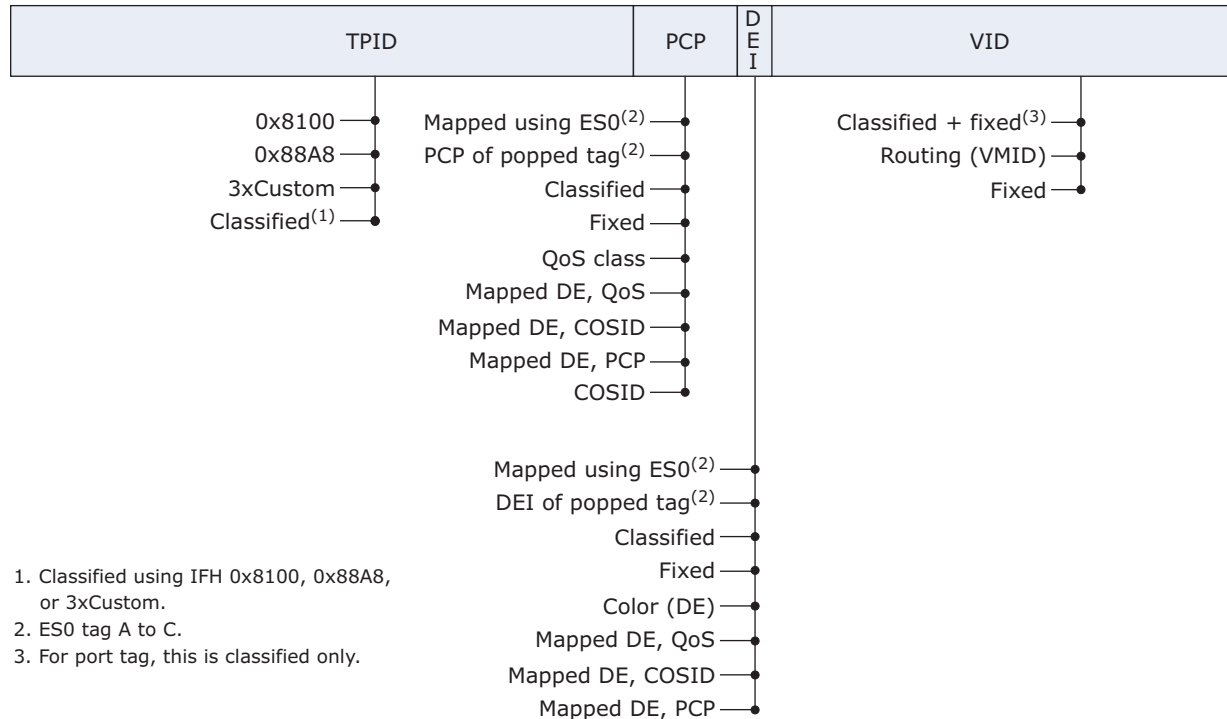 TPID
PCP
DEI
VID
0x8100
0x88A8
3xCustom
Classified(1)
Mapped using ES0(2)
PCP of popped tag(2)
Classified
Fixed
QoS class
Mapped DE, QoS
Mapped DE, COSID
Mapped DE, PCP
COSID
Classified + fixed(3)
Routing (VMID)
Fixed
Mapped using ES0(2)
DEI of popped tag(2)
Classified
Fixed
Color (DE)
Mapped DE, QoS
Mapped DE, COSID
Mapped DE, PCP
1. Classified using IFH 0x8100, 0x88A8,
or 3xCustom.
2. ES0 tag A to C.
3. For port tag, this is classified only.